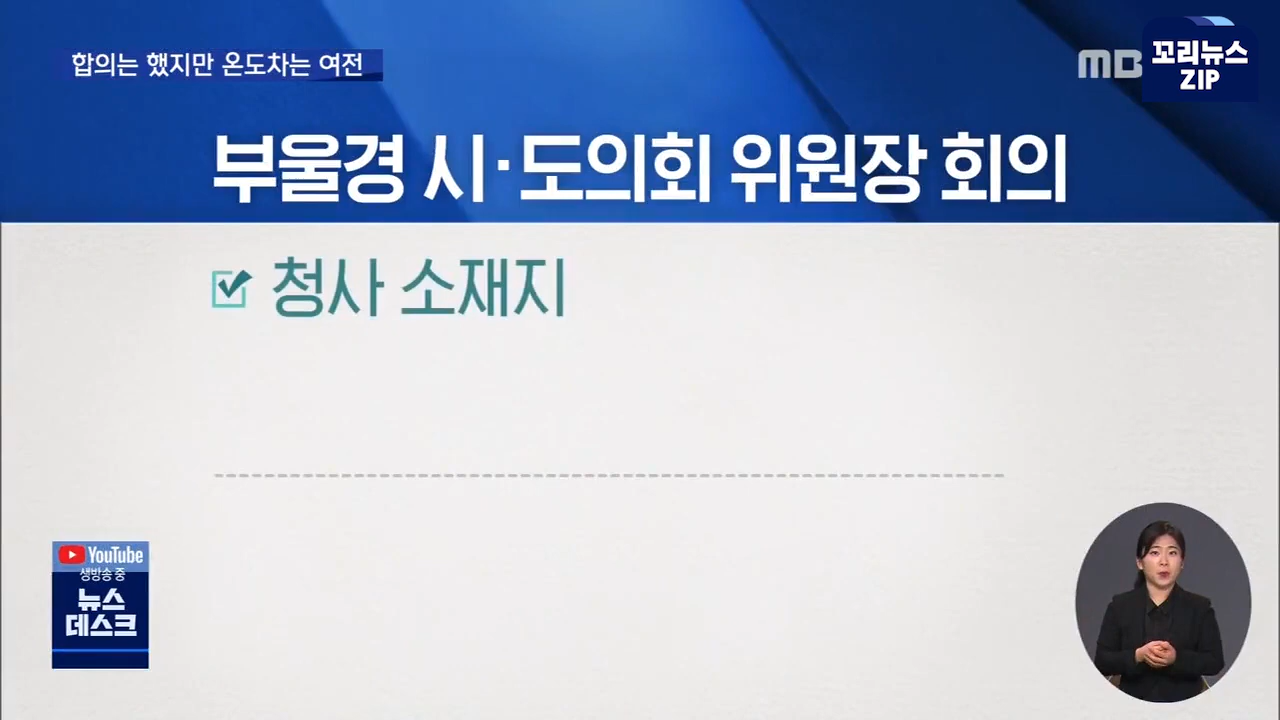 합의는 했지만 온도차는 여전
MB
꼬리뉴스
ZIP
부울경 시·도의회 위원장 회의
청사 소재지
YouTube
생방송 중
뉴스
데스크